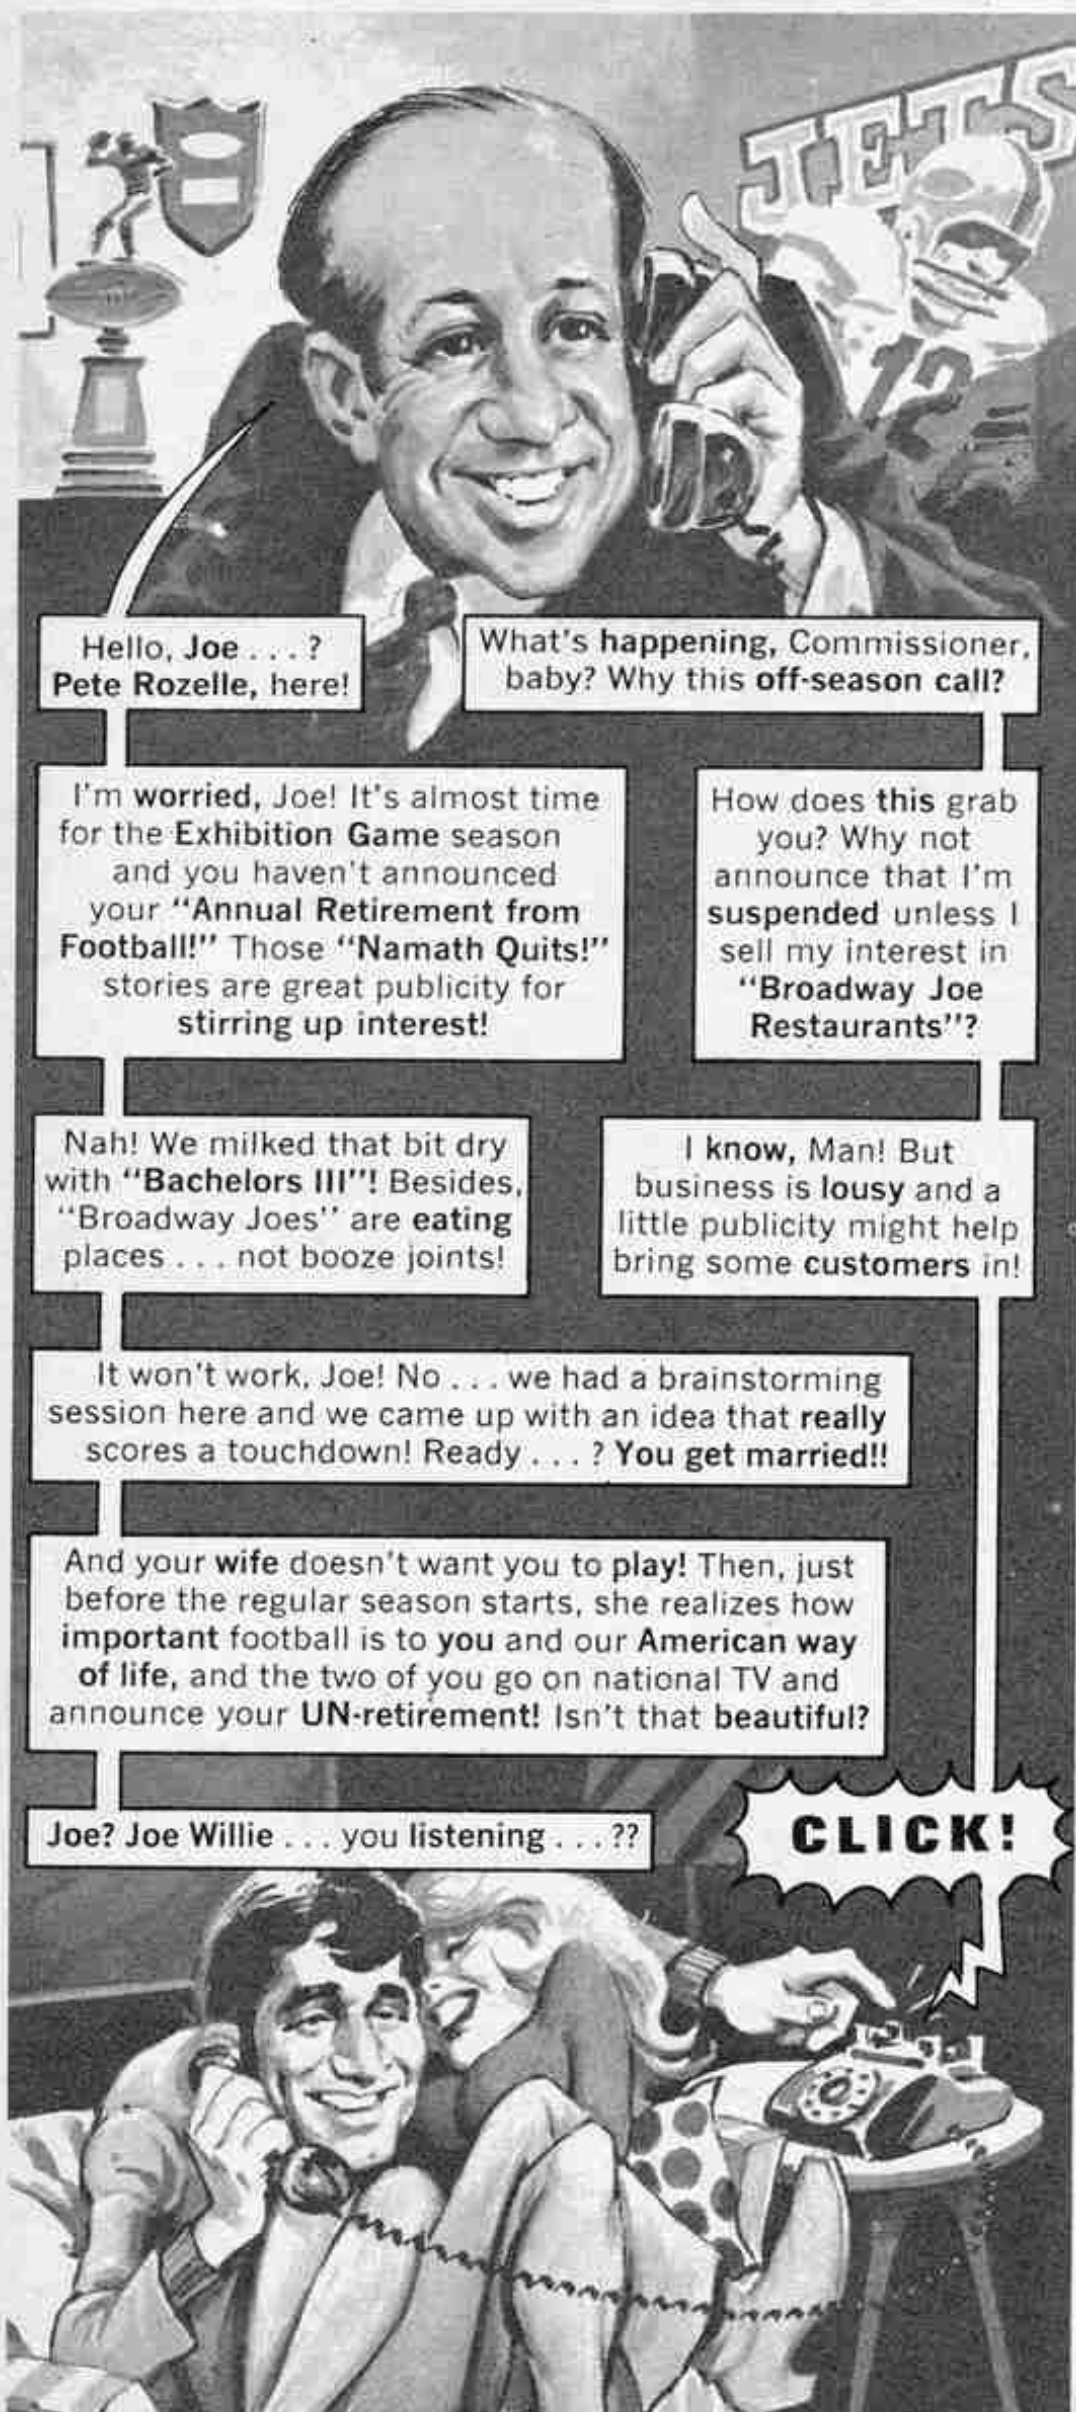 JETS
12
Hello, Joe . . . ?
Pete Rozelle, here!
What's happening, Commissioner,
baby? Why this off-season call?
I'm worried, Joe! It's almost time
for the Exhibition Game season
and you haven't announced
your "Annual Retirement from
Football!" Those "Namath Quits!"
stories are great publicity for
stirring up interest!
How does this grab
you? Why not
announce that I'm
suspended unless I
sell my interest in
"Broadway Joe
Restaurants"?
Nah! We milked that bit dry
with "Bachelors III"! Besides,
"Broadway Joes" are eating
places . . . not booze joints!
I know, Man! But
business is lousy and a
little publicity might help
bring some customers in!
It won't work, Joe! No . . . we had a brainstorming
session here and we came up with an idea that really
scores a touchdown! Ready . . . ? You get married!!
And your wife doesn't want you to play! Then, just
before the regular season starts, she realizes how
important football is to you and our American way
of life, and the two of you go on national TV and
announce your UN-retirement! Isn't that beautiful?
Joe? Joe Willie . . . you listening . . . ??
CLICK!